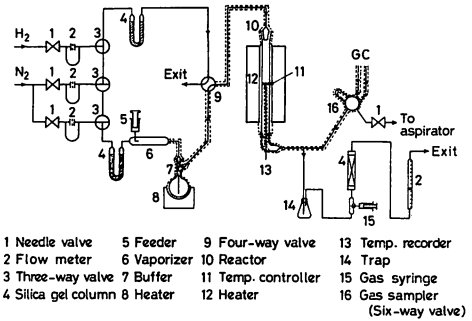 H2
N2
1 2 3
1 2 3
1 2 3
4
Exit
9
10
12 11
13
GC
16 1
To
aspirator
5
6
4
7
8
14
4
15
Exit
2
1 Needle valve 5 Feeder 9 Four-way valve 13 Temp. recorder
2 Flow meter 6 Vaporizer 10 Reactor 14 Trap
3 Three-way valve 7 Buffer 11 Temp. controller 15 Gas syringe
4 Silica gel column 8 Heater 12 Heater 16 Gas sampler
(Six-way valve)